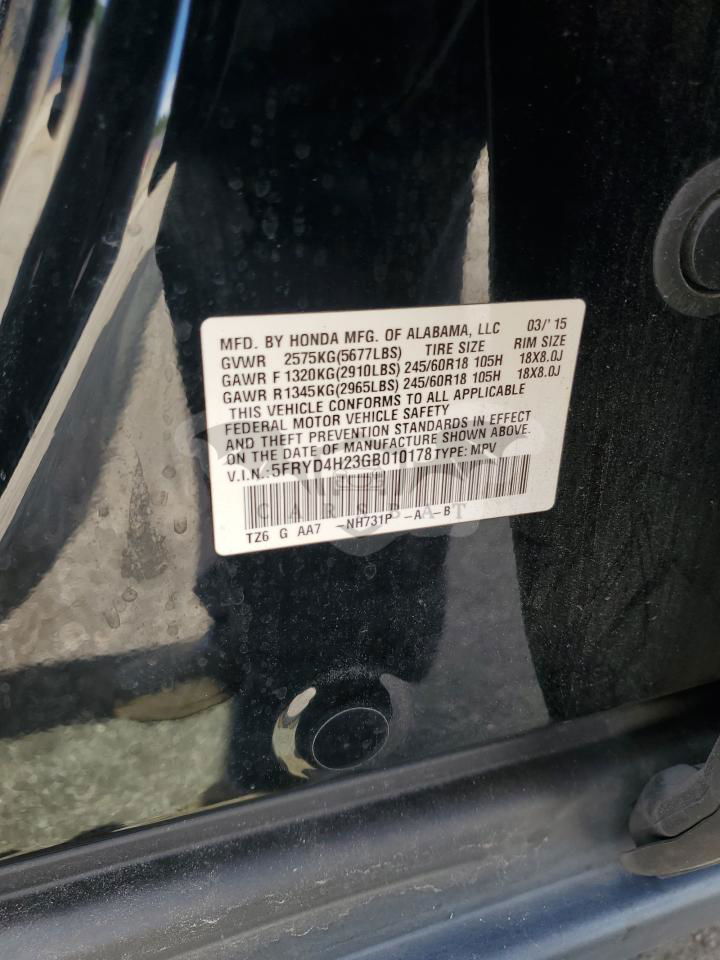 MFD. BY HONDA MFG. OF ALABAMA, LLC 03/'15
GVWR 2575KG(5677LBS) TIRE SIZE RIM SIZE
GAWR F 1320KG(2910LBS) 245/60R18 105H 18X8.0J
GAWR R1345KG(2965LBS) 245/60R18 105H 18X8.0J
THIS VEHICLE CONFORMS TO ALL APPLICABLE
FEDERAL MOTOR VEHICLE SAFETY
AND THEFT PREVENTION STANDARDS IN EFFECT
ON THE DATE OF MANUFACTURE SHOWN ABOVE.
V.I.N.:5FRYD4H23GB010178 TYPE: MPV
CARSBAT
TZ6 G AA7 -NH731P -A-B